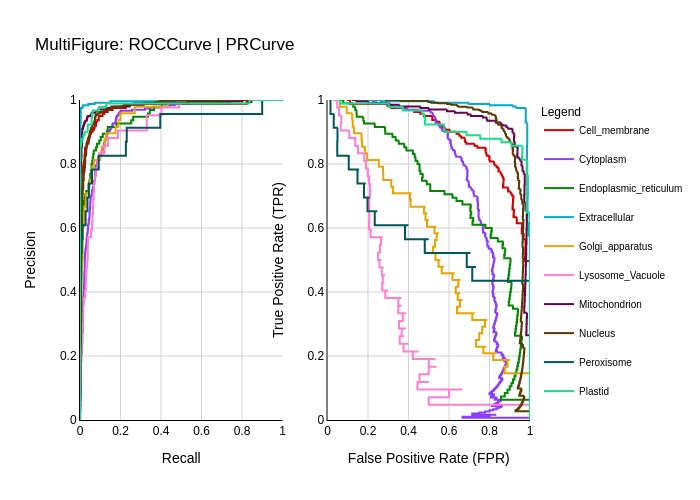 MultiFigure: ROCCurve | PRCurve
1
0.8
0.6
0.4
0.2
0
0
0.2
0.4
0.6
0.8
1
Precision
Recall
1
0.8
0.6
0.4
0.2
0
0
0.2
0.4
0.6
0.8
1
True Positive Rate (TPR)
False Positive Rate (FPR)
Legend
Cell_membrane
Cytoplasm
Endoplasmic_reticulum
Extracellular
Golgi_apparatus
Lysosome_Vacuole
Mitochondrion
Nucleus
Peroxisome
Plastid